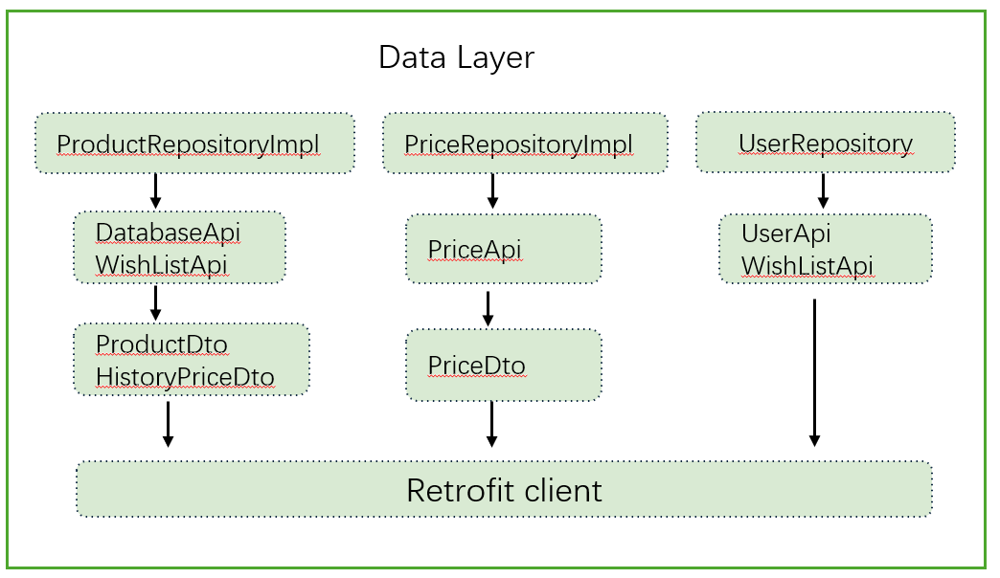 Data Layer
ProductRepositoryImpl
PriceRepositoryImpl
UserRepository
DatabaseApi
WishListApi
PriceApi
UserApi
WishListApi
ProductDto
HistoryPriceDto
PriceDto
Retrofit client